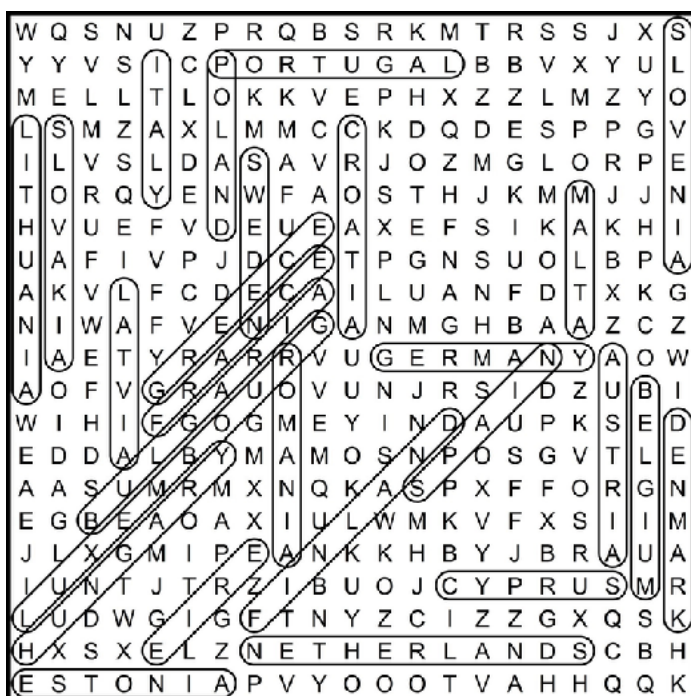 W Q S N U Z P R Q B S R K M T R S S J X S
Y Y V S I C P O R T U G A L B B V X Y U L
M E L L T L O K K V E P H X Z Z L M Z Y O
L S M Z A X L M M C C K D Q D E S P P G V
I L V S L D A S A V R J O Z M G L O R P E
T O R Q Y E N W F A O S T H J K M M J J N
H V U E F V D E U E A X E F S I K A K H I
U A F I V P J D C E T P G N S U O L B P A
A K V L F C D E C A I L U A N F D T X K G
N I W A F V E N I G A N M G H B A A Z C Z
I A E T Y R A R R V U G E R M A N Y A O W
A O F V G R A U O V U N J R S I D Z U B I
W I H I F G O G M E Y I N D A U P K S E D
E D D A L B Y M A M O S N P O S G V T L E
A A S U M R M X N Q K A S P X F F O R G N
E G B E A O A X I U L W M K V F X S I I M
J L X G M I P E A N K K H B Y J B R A U A
I U N T J T R Z I B U O J C Y P R U S M R
L U D W G I G F T N Y Z C I Z Z G X Q S K
H X S X E L Z N E T H E R L A N D S C B H
E S T O N I A P V Y O O O T V A H H Q Q K